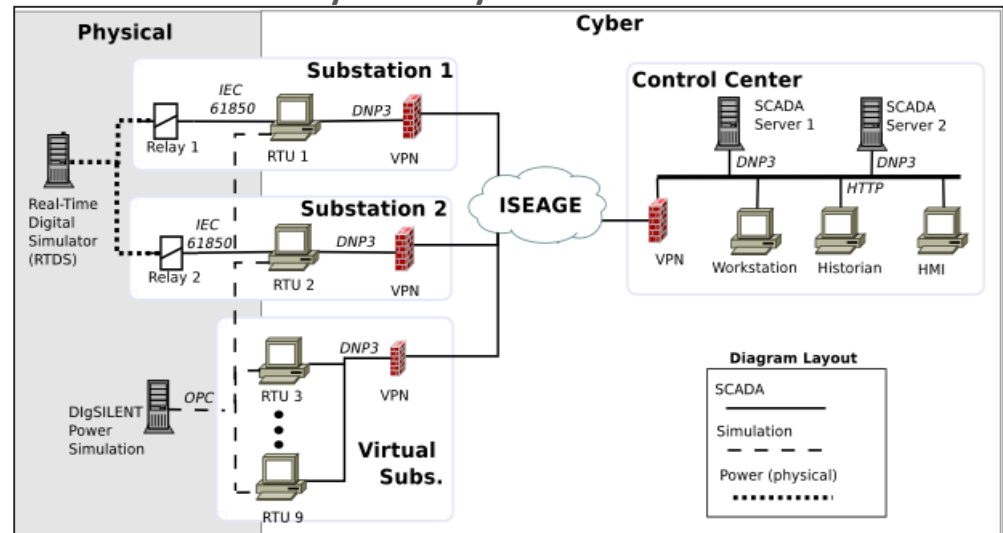 Physical
Cyber
Substation 1
IEC
61850
DNP3
Relay 1
RTU 1
VPN
Real-Time
Digital
Simulator
(RTDS)
Substation 2
IEC
61850
DNP3
Relay 2
RTU 2
VPN
DNP3
RTU 3
VPN
OPC
DIgSILENT
Power
Simulation
Virtual
Subs.
RTU 9
ISEAGE
Control Center
SCADA
Server 1
SCADA
Server 2
DNP3
DNP3
HTTP
VPN
Workstation
Historian
HMI
Diagram Layout
SCADA
Simulation
Power (physical)